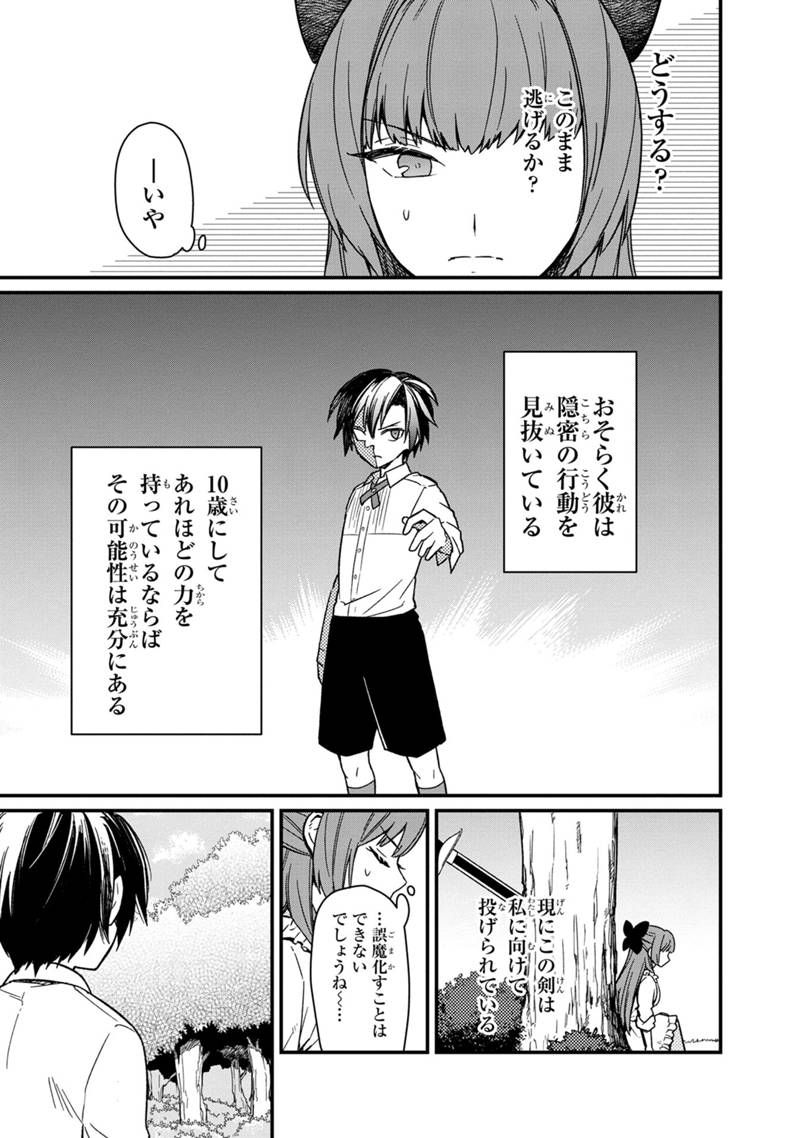 どうする？
このまま
逃げるか？
―いや
おそらく彼は
隠密の行動を
見抜いている
10歳にして
あれほどの力を
持っているならば
その可能性は充分にある
現にこの剣は
私に向けて
投げられている
…誤魔化すことは
できない
でしょうね～…